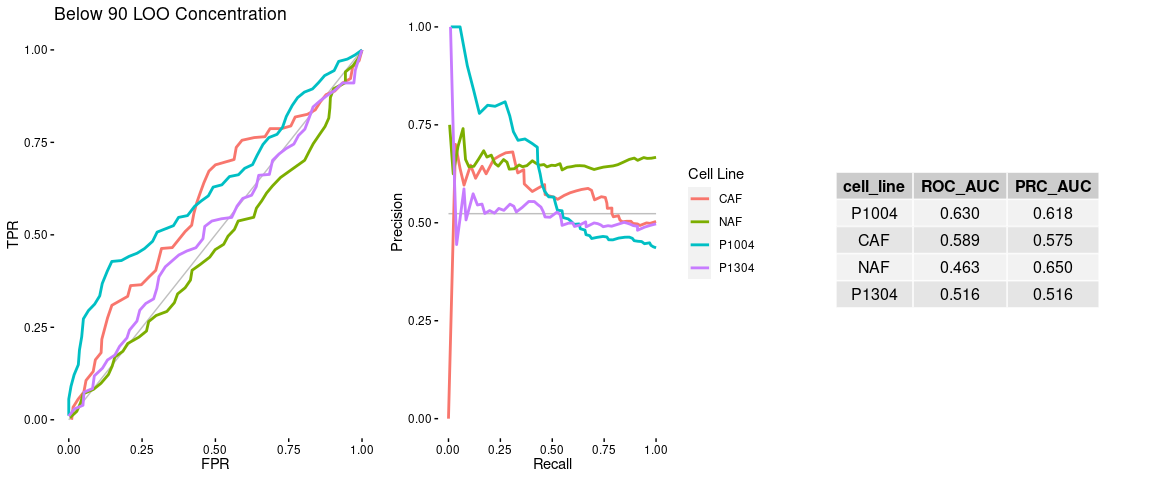 Below 90 LOO Concentration
TPR
1.00
0.75
0.50
0.25
0.00
0.00 0.25 0.50 0.75 1.00
FPR
Precision
1.00
0.75
0.50
0.25
0.00
0.00 0.25 0.50 0.75 1.00
Recall
Cell Line
CAF
NAF
P1004
P1304
cell_line ROC_AUC PRC_AUC
P1004 0.630 0.618
CAF 0.589 0.575
NAF 0.463 0.650
P1304 0.516 0.516